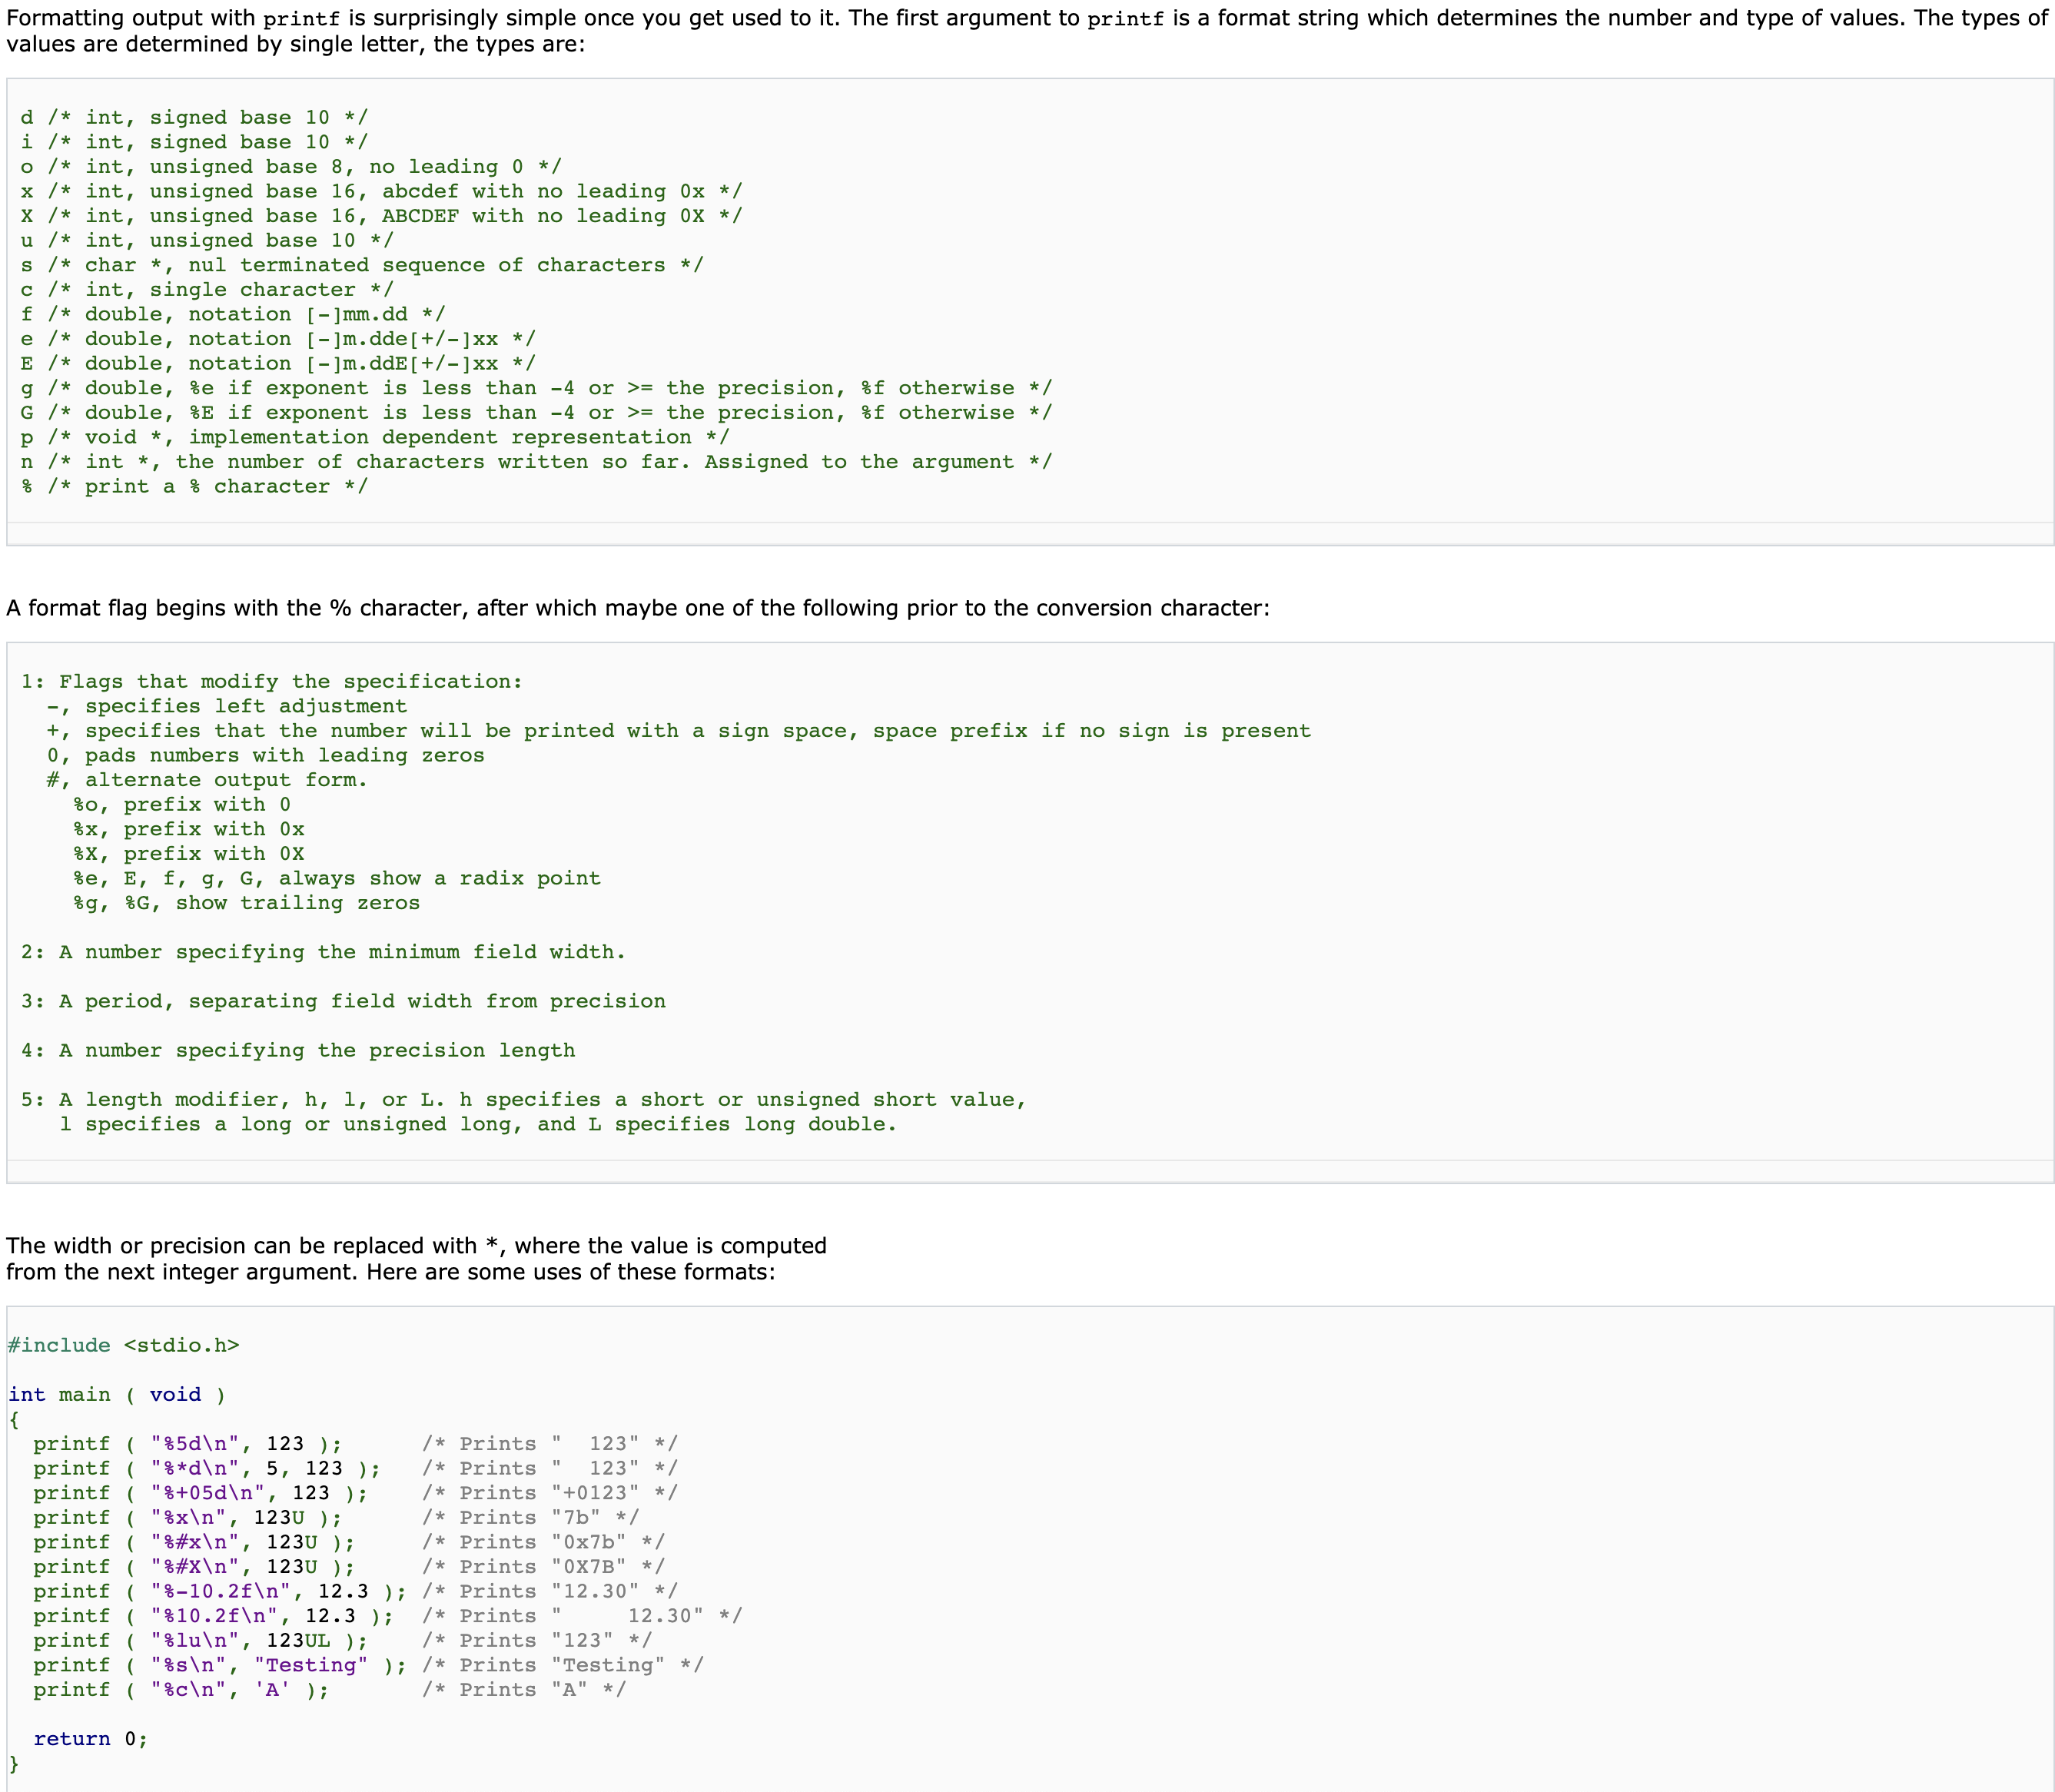 Formatting output with printf is surprisingly simple once you get used to it. The first argument to printf is a format string which determines the number and type of values. The types of
values are determined by single letter, the types are:
d /* int, signed base 10 */
i /* int, signed base 10 */
o /* int, unsigned base 8, no leading 0 */
x /* int, unsigned base 16, abcdef with no leading 0x */
X /* int, unsigned base 16, ABCDEF with no leading 0X */
u /* int, unsigned base 10 */
s /* char *, nul terminated sequence of characters */
c /* int, single character */
f /* double, notation [-]mm.dd */
e /* double, notation [-]m.dde[+/-]xx */
E /* double, notation [-]m.ddE[+/-]xx */
g /* double, %e if exponent is less than -4 or >= the precision, %f otherwise */
G /* double, %E if exponent is less than -4 or >= the precision, %f otherwise */
p /* void *, implementation dependent representation */
n /* int *, the number of characters written so far. Assigned to the argument */
% /* print a % character */
A format flag begins with the % character, after which maybe one of the following prior to the conversion character:
1: Flags that modify the specification:
  -, specifies left adjustment
  +, specifies that the number will be printed with a sign space, space prefix if no sign is present
  0, pads numbers with leading zeros
  #, alternate output form.
    %o, prefix with 0
    %x, prefix with 0x
    %X, prefix with 0X
    %e, E, f, g, G, always show a radix point
    %g, %G, show trailing zeros
2: A number specifying the minimum field width.
3: A period, separating field width from precision
4: A number specifying the precision length
5: A length modifier, h, l, or L. h specifies a short or unsigned short value,
   l specifies a long or unsigned long, and L specifies long double.
The width or precision can be replaced with *, where the value is computed
from the next integer argument. Here are some uses of these formats:
#include <stdio.h>
int main ( void )
{
  printf ( "%5d\n", 123 );      /* Prints "  123" */
  printf ( "%*d\n", 5, 123 );   /* Prints "  123" */
  printf ( "%+05d\n", 123 );    /* Prints "+0123" */
  printf ( "%x\n", 123U );      /* Prints "7b" */
  printf ( "%#x\n", 123U );     /* Prints "0x7b" */
  printf ( "%#X\n", 123U );     /* Prints "0X7B" */
  printf ( "%-10.2f\n", 12.3 ); /* Prints "12.30" */
  printf ( "%10.2f\n", 12.3 );  /* Prints "     12.30" */
  printf ( "%lu\n", 123UL );    /* Prints "123" */
  printf ( "%s\n", "Testing" ); /* Prints "Testing" */
  printf ( "%c\n", 'A' );       /* Prints "A" */
  return 0;
}